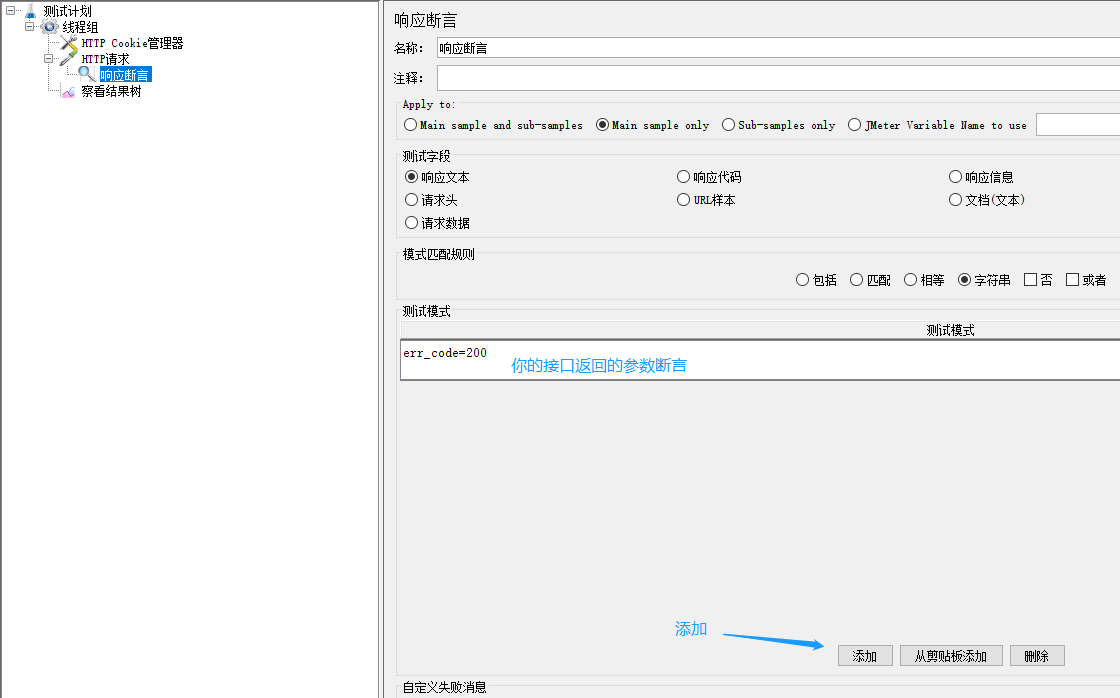 测试计划
线程组
HTTP Cookie管理器
HTTP请求
响应断言
察看结果树
响应断言
名称: 响应断言
注释:
Apply to:
Main sample and sub-samples Main sample only Sub-samples only JMeter Variable Name to use
测试字段
响应文本 响应代码 响应信息
请求头 URL样本 文档(文本)
请求数据
模式匹配规则
包括 匹配 相等 字符串 否 或者
测试模式
测试模式
err_code=200
你的接口返回的参数断言
添加
添加 从剪贴板添加 删除
自定义失败消息